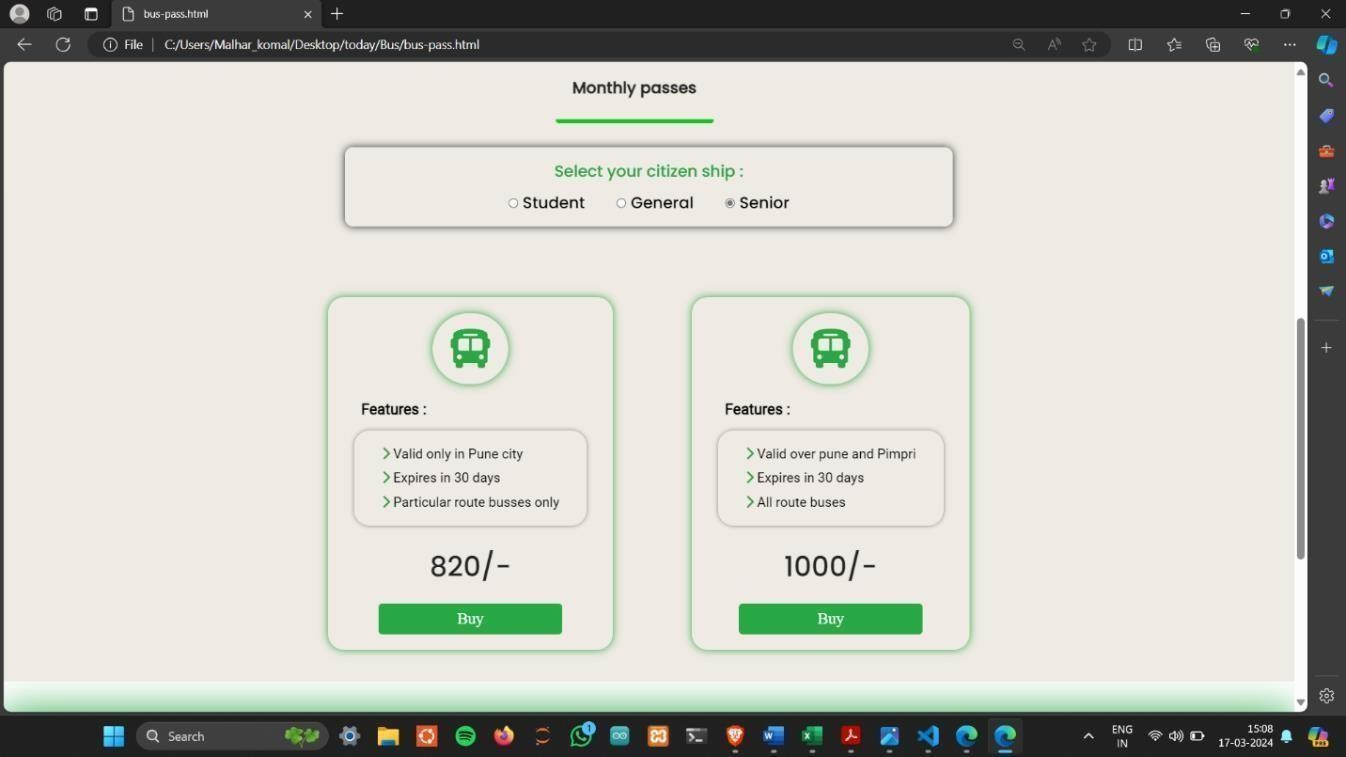 bus-pass.html
File
C:/Users/Malhar_komal/Desktop/today/Bus/bus-pass.html
Monthly passes
Select your citizen ship :
Student General Senior
Features :
Valid only in Pune city
Expires in 30 days
Particular route busses only
820/-
Buy
Features :
Valid over pune and Pimpri
Expires in 30 days
All route buses
1000/-
Buy
Search
1
ENG
IN
15:08
17-03-2024